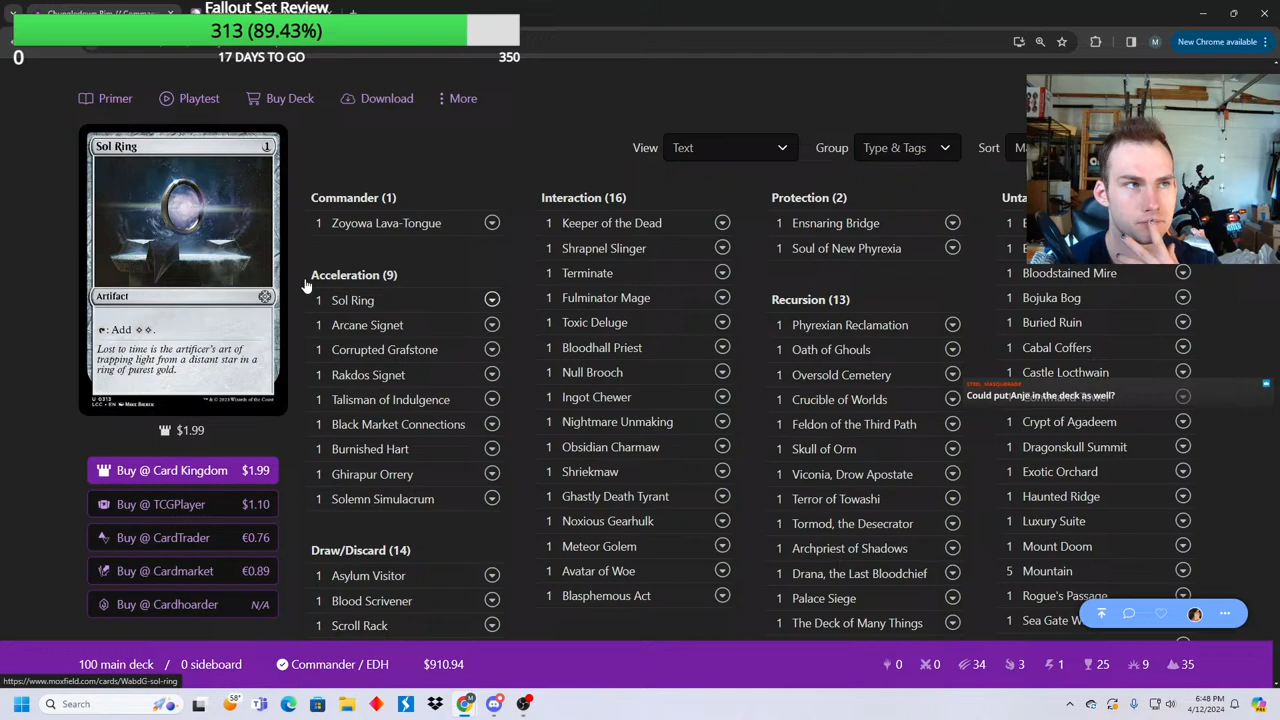 Fallout Set Review
313 (89.43%)
0
17 DAYS TO GO
350
New Chrome available
Primer
Playtest
Buy Deck
Download
More
View
Text
Group
Type & Tags
Sort
Sol Ring
1
Artifact
: Add
Lost to time is the artificer's art of
trapping light from a distant star in a
ring of purest gold.
$1.99
Buy @ Card Kingdom $1.99
Buy @ TCGPlayer $1.10
Buy @ CardTrader €0.76
Buy @ Cardmarket €0.89
Buy @ Cardhoarder N/A
Commander (1)
1 Zoyowa Lava-Tongue
Acceleration (9)
1 Sol Ring
1 Arcane Signet
1 Corrupted Grafstone
1 Rakdos Signet
1 Talisman of Indulgence
1 Black Market Connections
1 Burnished Hart
1 Ghirapur Orrery
1 Solemn Simulacrum
Draw/Discard (14)
1 Asylum Visitor
1 Blood Scrivener
1 Scroll Rack
Interaction (16)
1 Keeper of the Dead
1 Shrapnel Slinger
1 Terminate
1 Fulminator Mage
1 Toxic Deluge
1 Bloodhall Priest
1 Null Brooch
1 Ingot Chewer
1 Nightmare Unmaking
1 Obsidian Charmaw
1 Shriekmaw
1 Ghastly Death Tyrant
1 Noxious Gearhulk
1 Meteor Golem
1 Avatar of Woe
1 Blasphemous Act
Protection (2)
1 Ensnaring Bridge
1 Soul of New Phyrexia
Recursion (13)
1 Phyrexian Reclamation
1 Oath of Ghouls
1 Oversold Cemetery
1 Crucible of Worlds
1 Feldon of the Third Path
1 Skull of Orm
1 Viconia, Drow Apostate
1 Terror of Towashi
1 Tormod, the Desecrator
1 Archpriest of Shadows
1 Drana, the Last Bloodchief
1 Palace Siege
1 The Deck of Many Things
1 Bloodstained Mire
1 Bojuka Bog
1 Buried Ruin
1 Cabal Coffers
1 Castle Locthwain
STEEL_MASQUERADE
Could put Anje in the deck as well?
1 Crypt of Agadeem
1 Dragonskull Summit
1 Exotic Orchard
1 Haunted Ridge
1 Luxury Suite
1 Mount Doom
5 Mountain
1 Rogue's Passage
1 Sea Gate
100 main deck / 0 sideboard
Commander / EDH
$910.94
0
0
34
3
1
25
9
35
https://www.moxfield.com/cards/WabdG-sol-ring
Search
58°
6:48 PM
4/12/2024